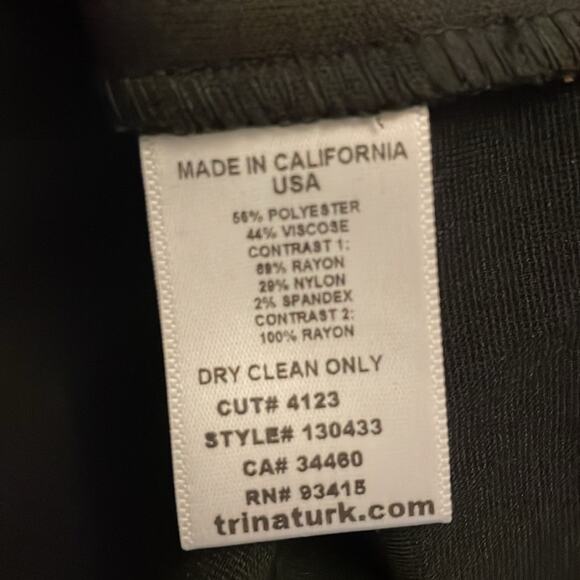 MADE IN CALIFORNIA
USA
56% POLYESTER
44% VISCOSE
CONTRAST 1:
69% RAYON
29% NYLON
2% SPANDEX
CONTRAST 2:
100% RAYON
DRY CLEAN ONLY
CUT# 4123
STYLE# 130433
CA# 34460
RN# 93415
trinaturk.com